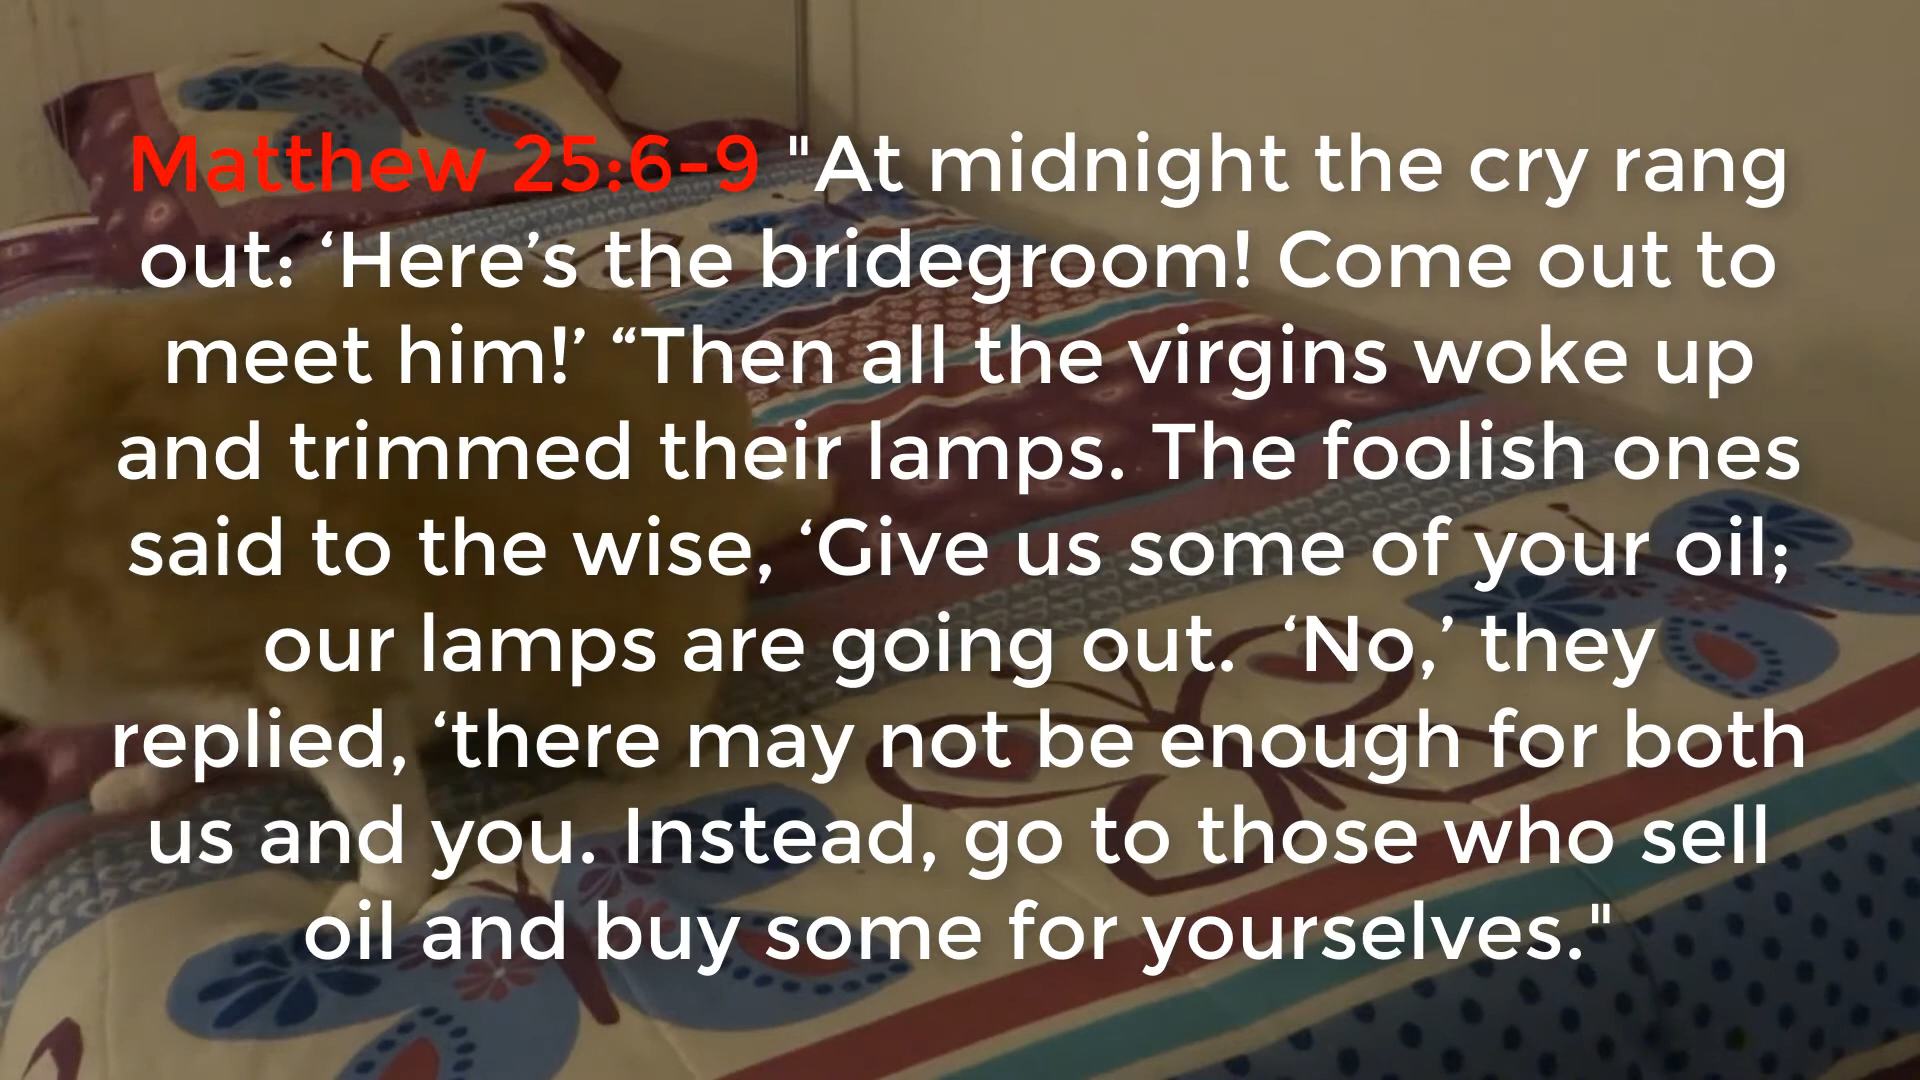 Matthew 25:6-9 "At midnight the cry rang
out: ‘Here’s the bridegroom! Come out to
meet him!’ “Then all the virgins woke up
and trimmed their lamps. The foolish ones
said to the wise, ‘Give us some of your oil;
our lamps are going out.  ‘No,’ they
replied, ‘there may not be enough for both
us and you. Instead, go to those who sell
oil and buy some for yourselves."